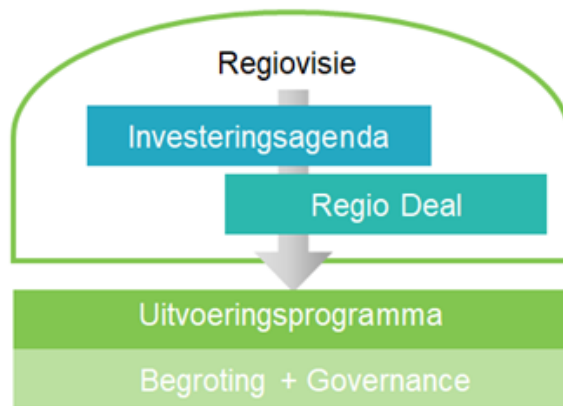 Regiovisie
Investeringsagenda
Regio Deal
Uitvoeringsprogramma
Begroting + Governance